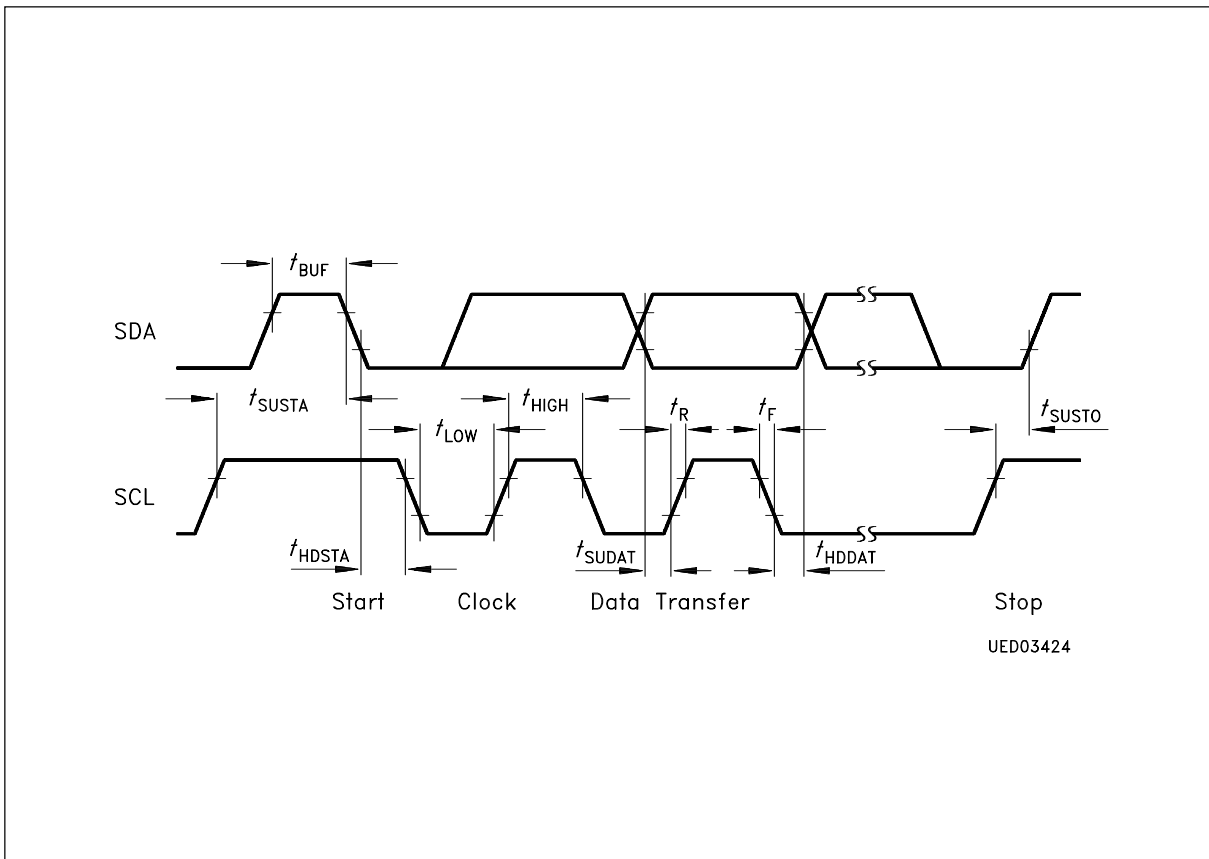 tBUF
SDA
tSUSTA
tHIGH
tR
tF
tSUSTO
tLOW
SCL
tHDSTA
tSUDAT
tHDDAT
Start
Clock
Data Transfer
Stop
UED03424